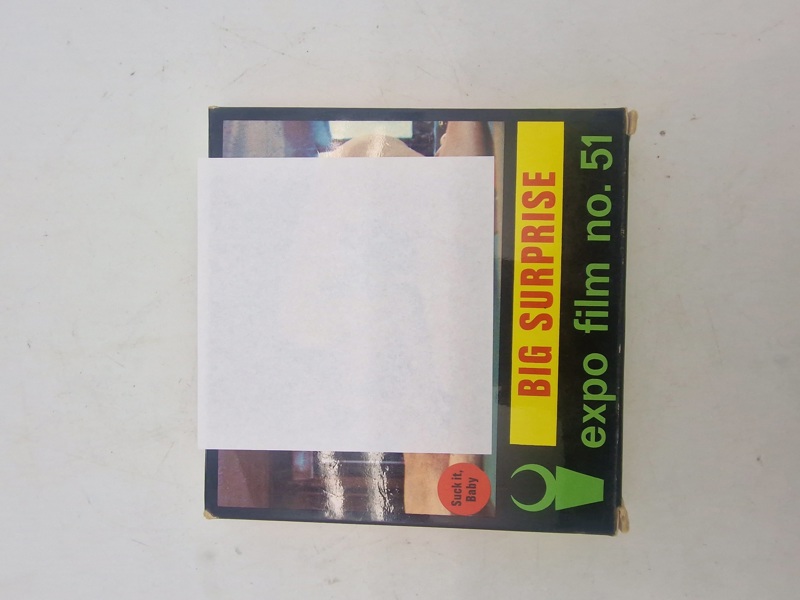 expo film no. 51
BIG SURPRISE
Suck it,
Baby